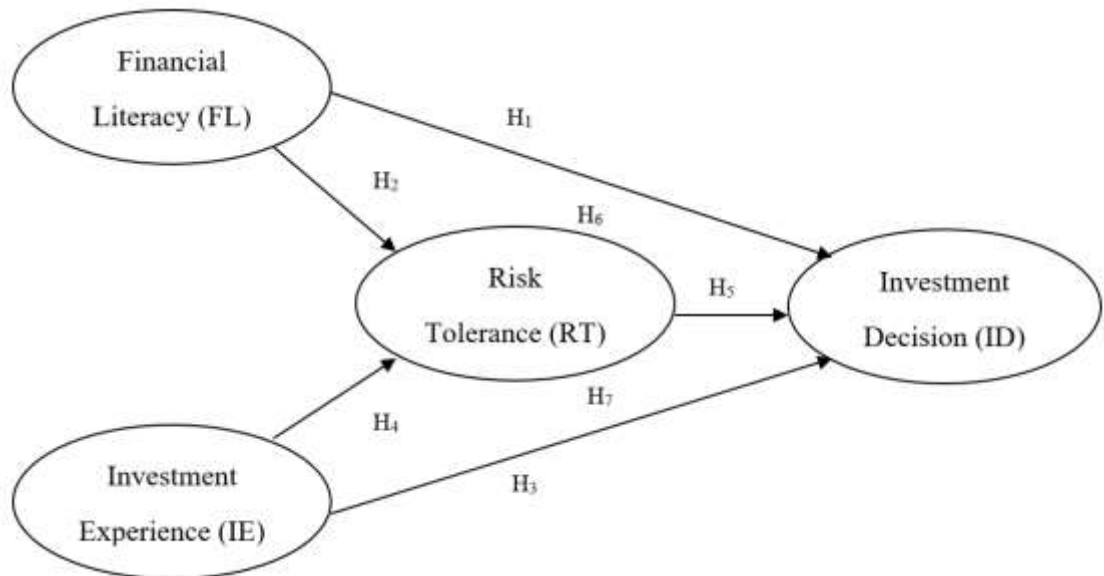 Financial
Literacy (FL)
H₁
H₂
H₆
Risk
Tolerance (RT)
H₅
Investment
Decision (ID)
H₇
H₄
Investment
Experience (IE)
H₃